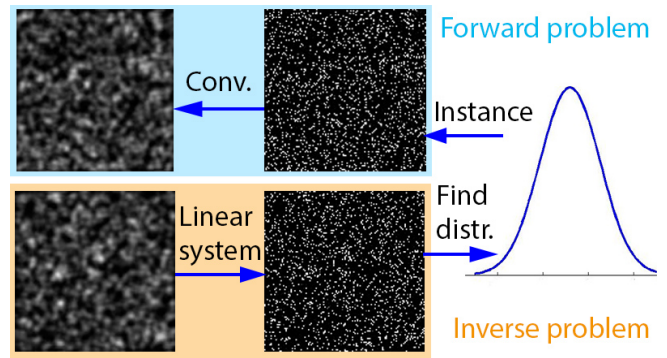 Forward problem
Conv.
Instance
Linear
system
Find
distr.
Inverse problem